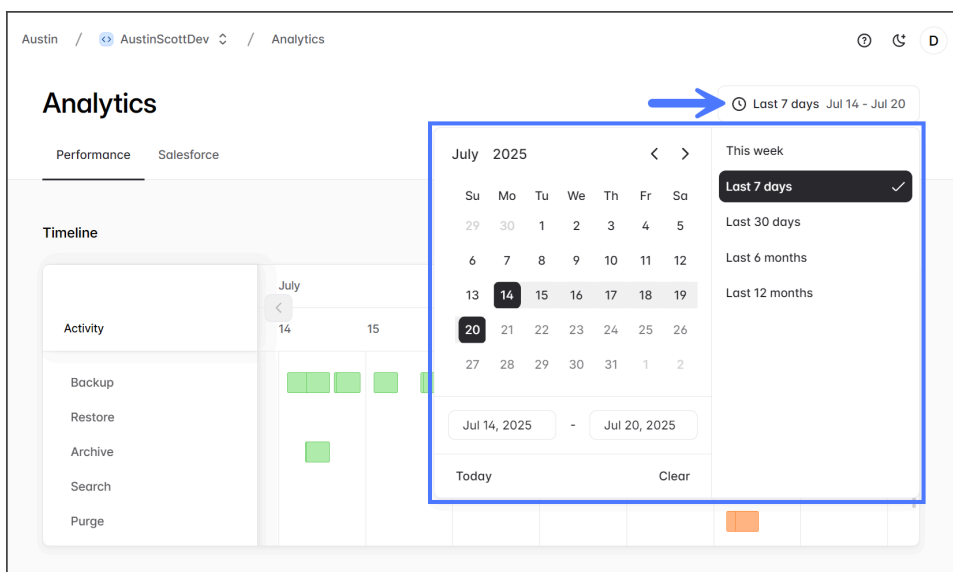 Austin / AustinScottDev / Analytics
D
Analytics
Last 7 days Jul 14 - Jul 20
Performance Salesforce
July 2025
Su Mo Tu We Th Fr Sa
29 30 1 2 3 4 5
6 7 8 9 10 11 12
13 14 15 16 17 18 19
20 21 22 23 24 25 26
27 28 29 30 31 1 2
Jul 14, 2025 - Jul 20, 2025
Today Clear
This week
Last 7 days
Last 30 days
Last 6 months
Last 12 months
Timeline
July
Activity 14 15
Backup
Restore
Archive
Search
Purge